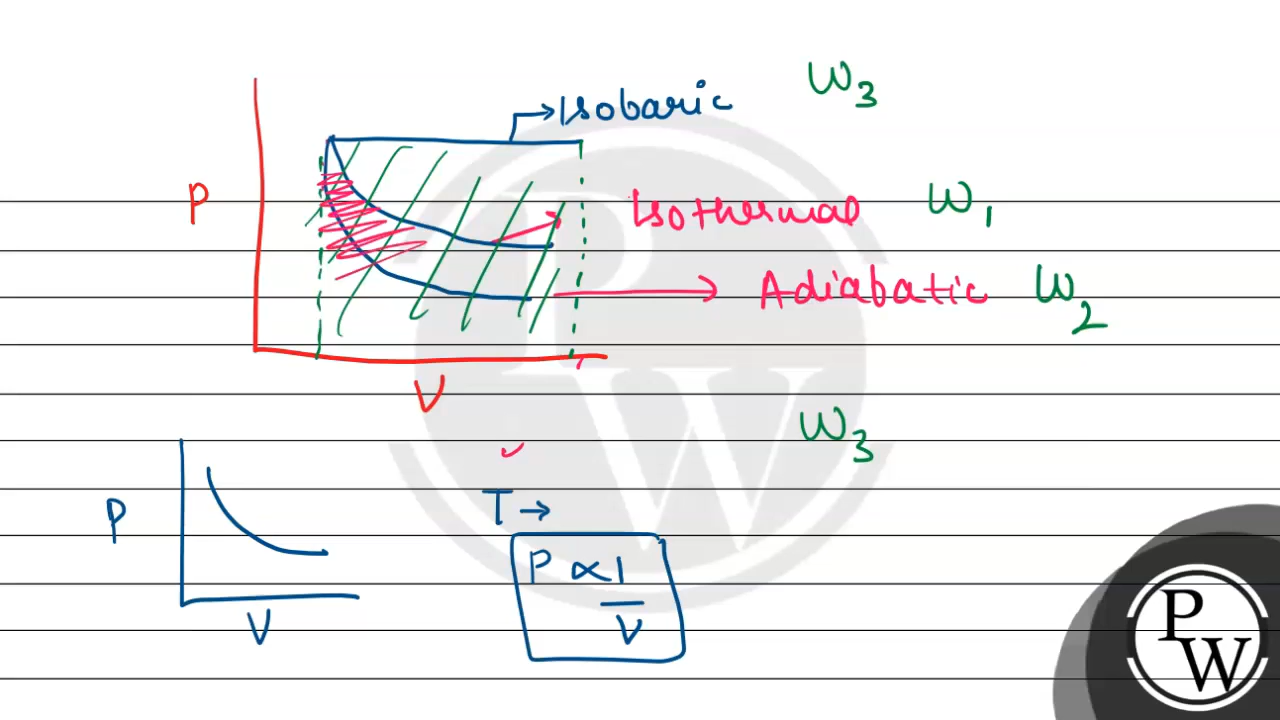 Isobaric W3
P Isothermal W1
Adiabatic W2
V
W3
P T →
P ∝ 1
V
V
P
W
P
W